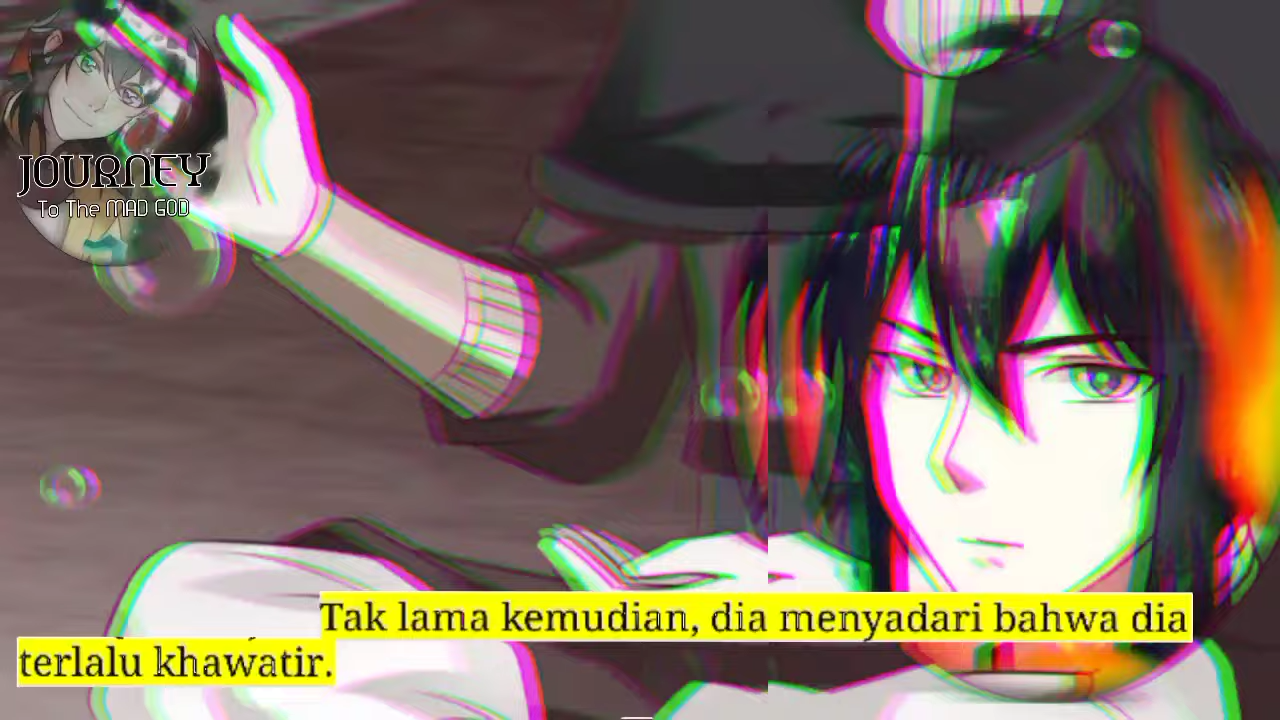 JOURNEY
To The MAD GOD
Tak lama kemudian, dia menyadari bahwa dia
terlalu khawatir.